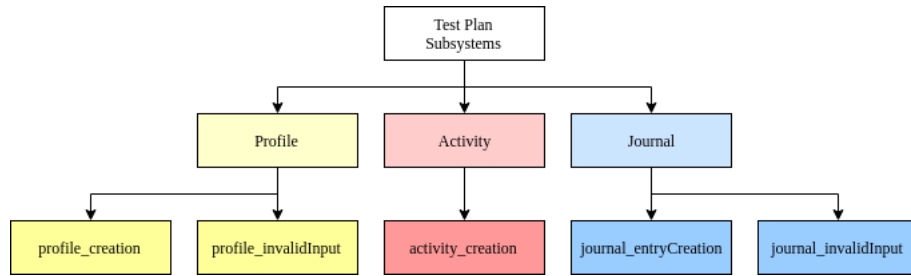 Test Plan
Subsystems
Profile
Activity
Journal
profile_creation
profile_invalidInput
activity_creation
journal_entryCreation
journal_invalidInput